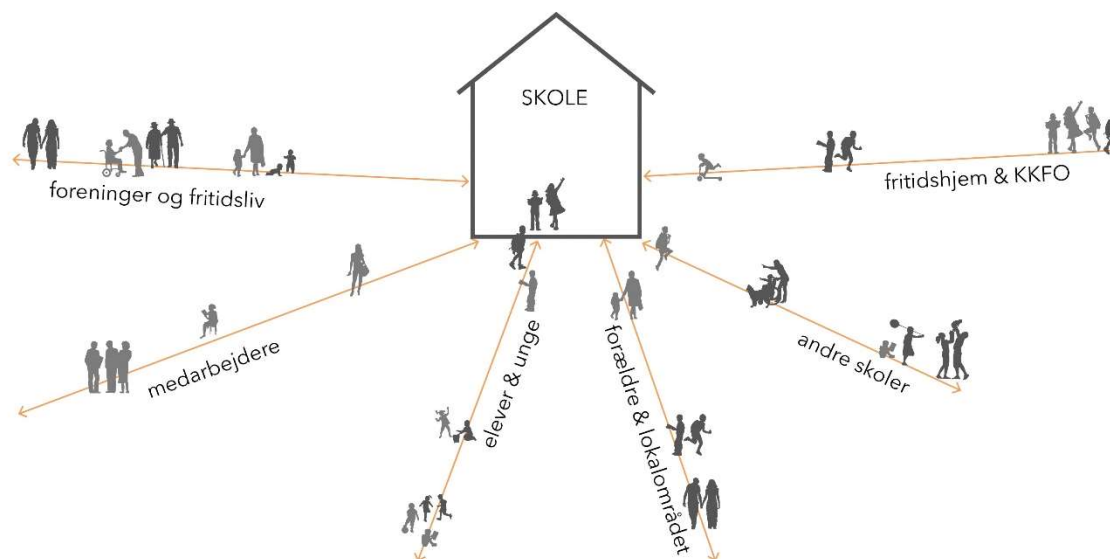 SKOLE
foreninger og fritidsliv
fritidshjem & KKFO
medarbejdere
elever & unge
forældre & lokalområdet
andre skoler